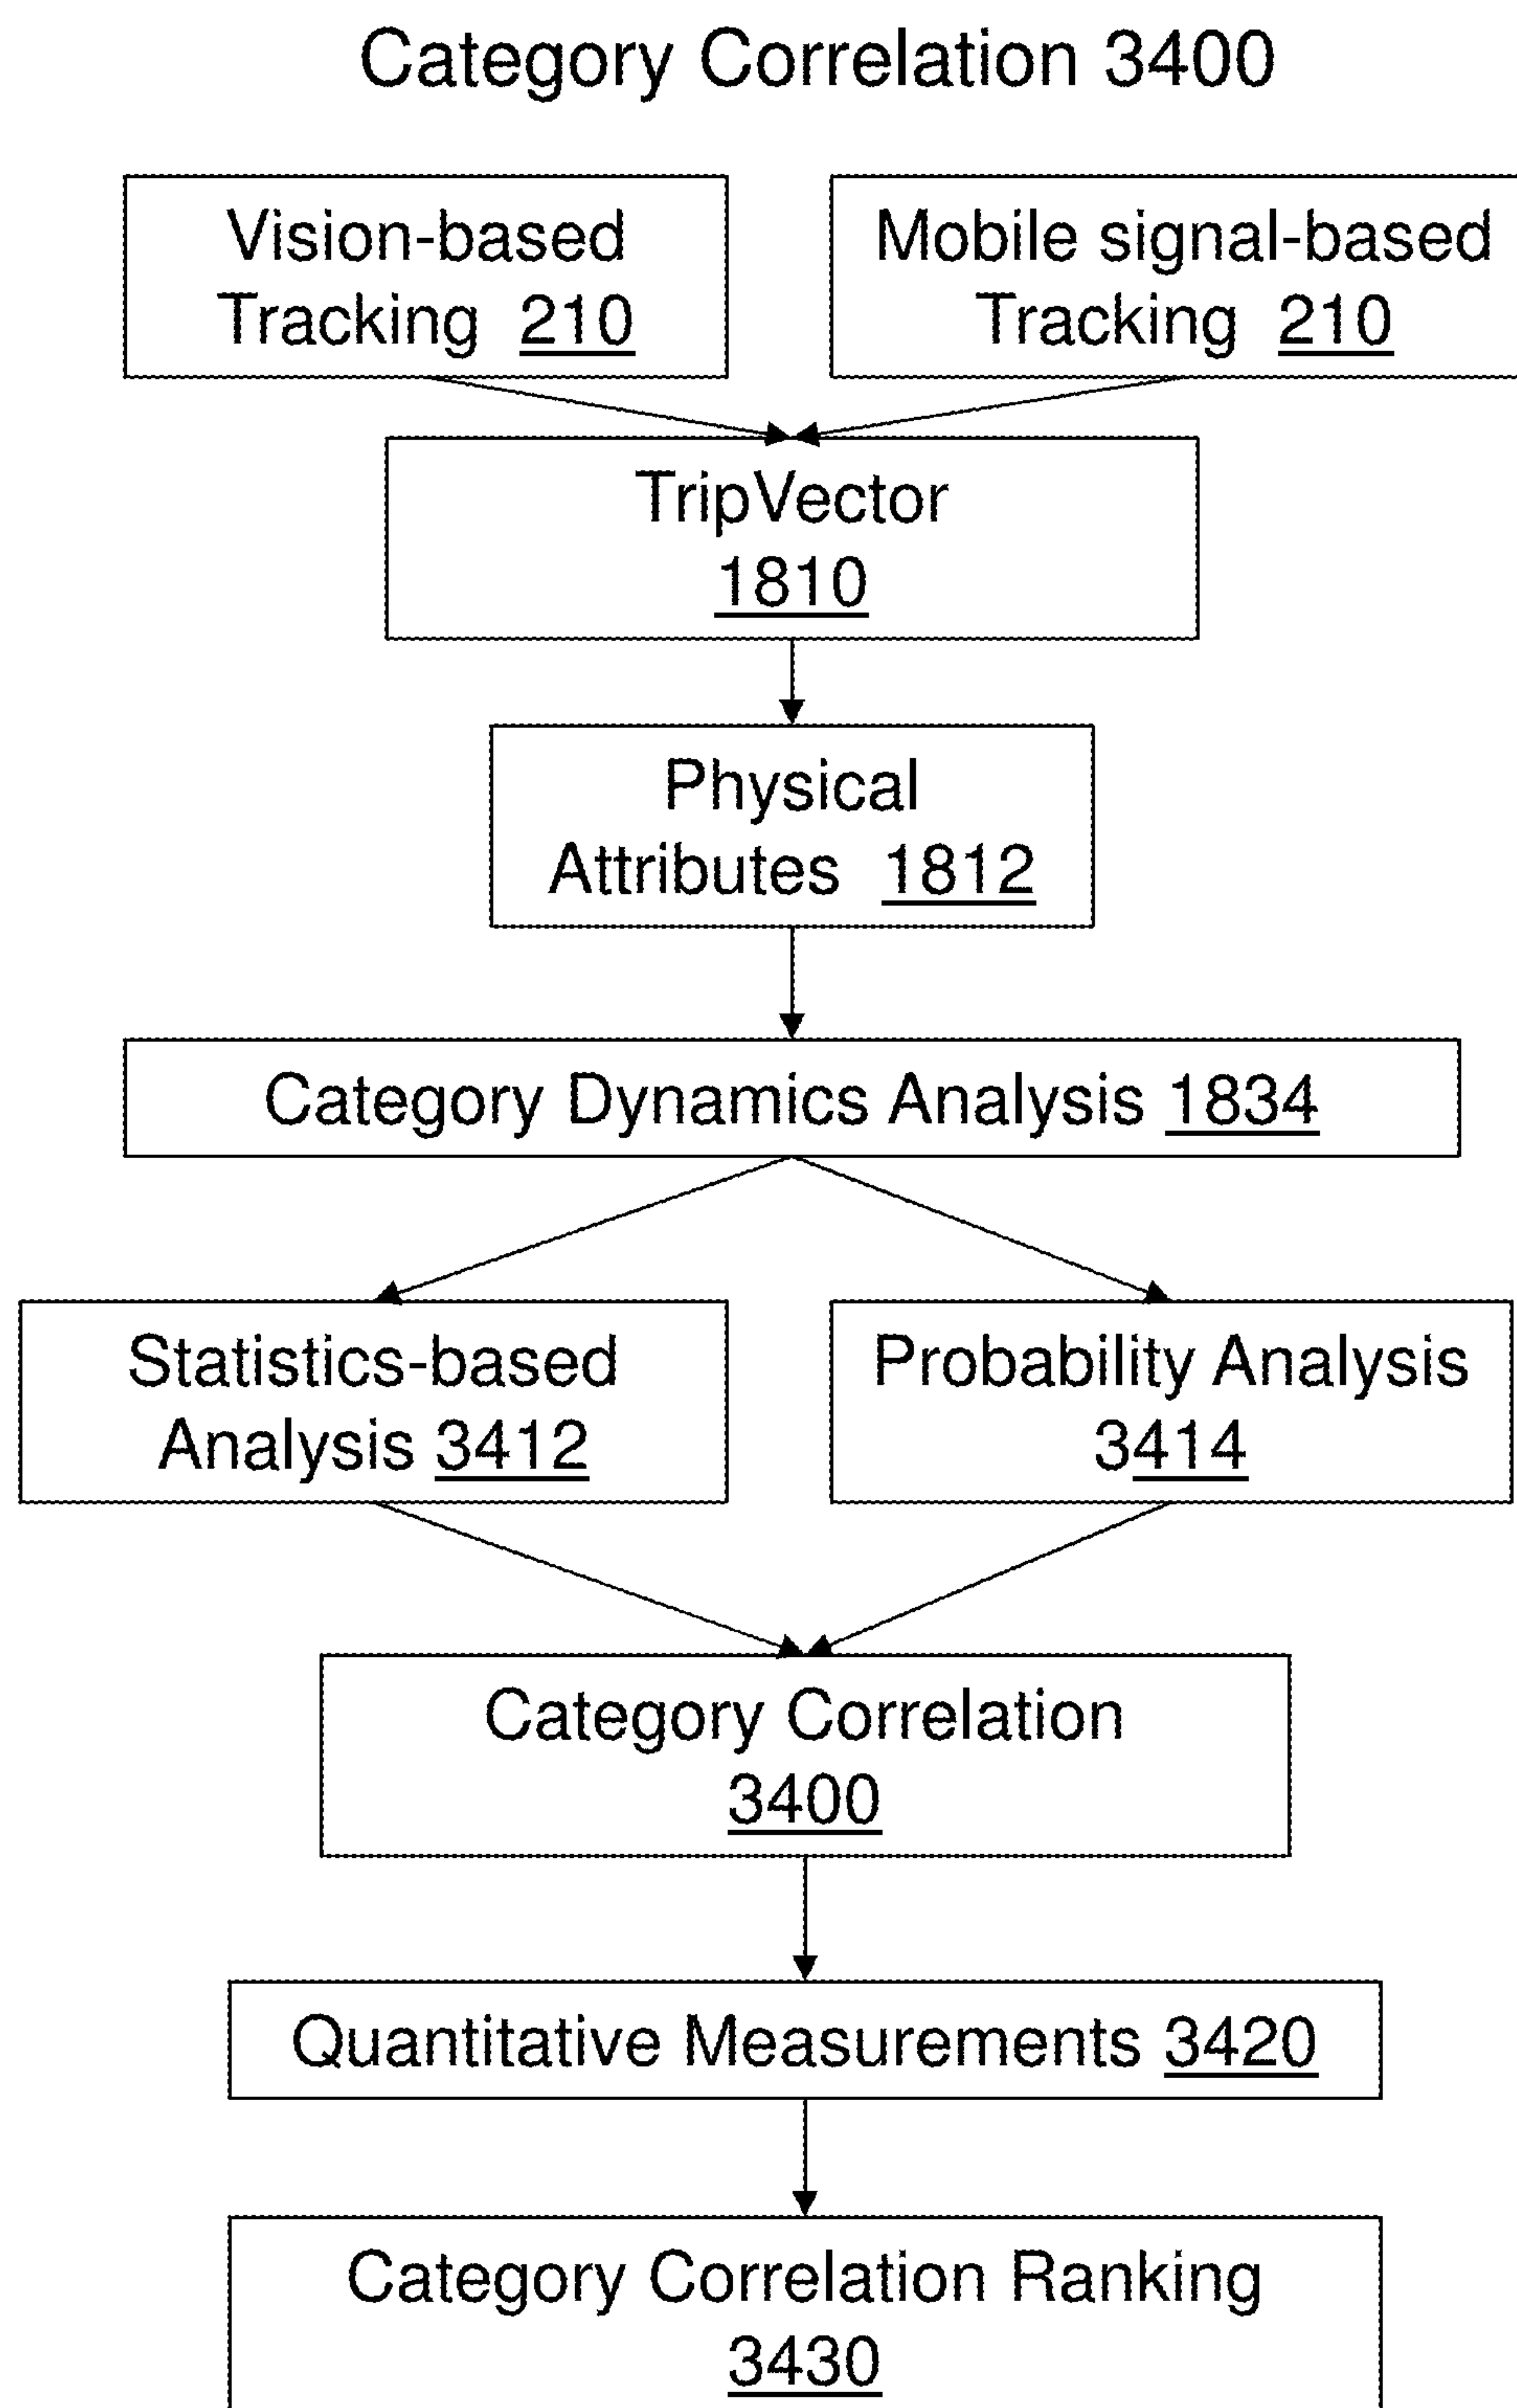 Category Correlation 3400
Vision-based
Tracking 210
Mobile signal-based
Tracking 210
TripVector
1810
Physical
Attributes 1812
Category Dynamics Analysis 1834
Statistics-based
Analysis 3412
Probability Analysis
3414
Category Correlation
3400
Quantitative Measurements 3420
Category Correlation Ranking
3430